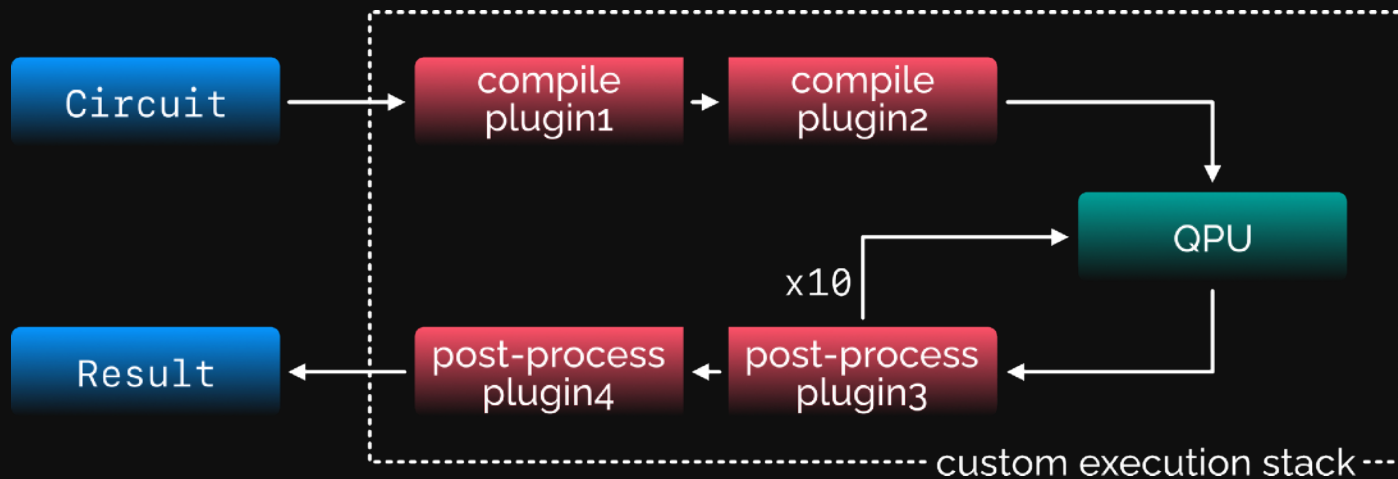 Circuit
compile
plugin1
compile
plugin2
QPU
x10
Result
post-process
plugin4
post-process
plugin3
custom execution stack